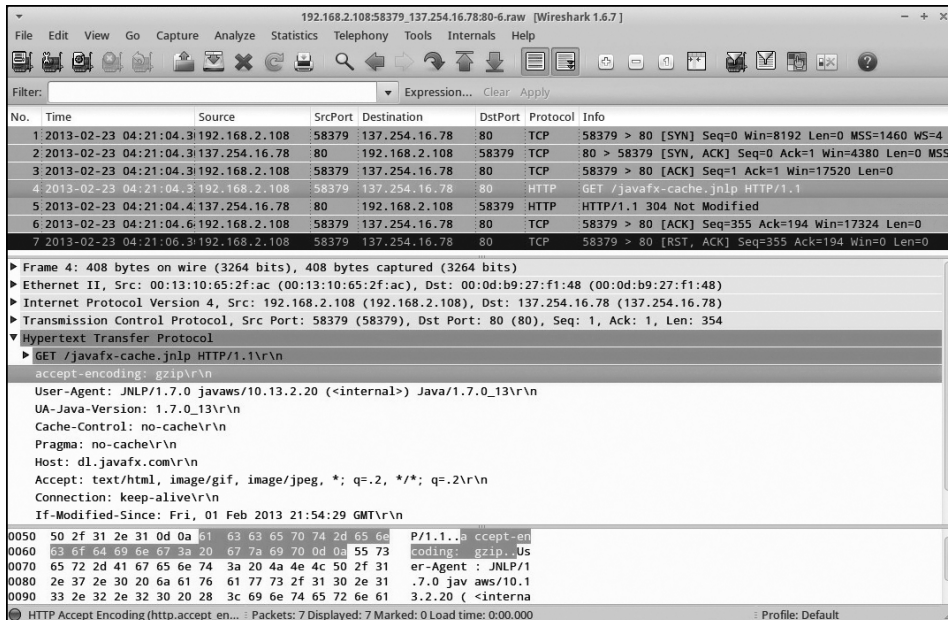 192.168.2.108:58379_137.254.16.78:80-6.raw [Wireshark 1.6.7 ]
File Edit View Go Capture Analyze Statistics Telephony Tools Internals Help
Filter: Expression... Clear Apply
No. Time Source SrcPort Destination DstPort Protocol Info
1 2013-02-23 04:21:04.3 192.168.2.108 58379 137.254.16.78 80 TCP 58379 > 80 [SYN] Seq=0 Win=8192 Len=0 MSS=1460 WS=4
2 2013-02-23 04:21:04.3 137.254.16.78 80 192.168.2.108 58379 TCP 80 > 58379 [SYN, ACK] Seq=0 Ack=1 Win=4380 Len=0 MSS
3 2013-02-23 04:21:04.3 192.168.2.108 58379 137.254.16.78 80 TCP 58379 > 80 [ACK] Seq=1 Ack=1 Win=17520 Len=0
4 2013-02-23 04:21:04.3 192.168.2.108 58379 137.254.16.78 80 HTTP GET /javafx-cache.jnlp HTTP/1.1
5 2013-02-23 04:21:04.4 137.254.16.78 80 192.168.2.108 58379 HTTP HTTP/1.1 304 Not Modified
6 2013-02-23 04:21:04.6 192.168.2.108 58379 137.254.16.78 80 TCP 58379 > 80 [ACK] Seq=355 Ack=194 Win=17324 Len=0
7 2013-02-23 04:21:06.3 192.168.2.108 58379 137.254.16.78 80 TCP 58379 > 80 [RST, ACK] Seq=355 Ack=194 Win=0 Len=0
Frame 4: 408 bytes on wire (3264 bits), 408 bytes captured (3264 bits)
Ethernet II, Src: 00:13:10:65:2f:ac (00:13:10:65:2f:ac), Dst: 00:0d:b9:27:f1:48 (00:0d:b9:27:f1:48)
Internet Protocol Version 4, Src: 192.168.2.108 (192.168.2.108), Dst: 137.254.16.78 (137.254.16.78)
Transmission Control Protocol, Src Port: 58379 (58379), Dst Port: 80 (80), Seq: 1, Ack: 1, Len: 354
Hypertext Transfer Protocol
GET /javafx-cache.jnlp HTTP/1.1\r\n
accept-encoding: gzip\r\n
User-Agent: JNLP/1.7.0 javaws/10.13.2.20 (<internal>) Java/1.7.0_13\r\n
UA-Java-Version: 1.7.0_13\r\n
Cache-Control: no-cache\r\n
Pragma: no-cache\r\n
Host: dl.javafx.com\r\n
Accept: text/html, image/gif, image/jpeg, *; q=.2, */*; q=.2\r\n
Connection: keep-alive\r\n
If-Modified-Since: Fri, 01 Feb 2013 21:54:29 GMT\r\n
0050 50 2f 31 2e 31 0d 0a 61 63 63 65 70 74 2d 65 6e P/1.1..a ccept-en
0060 63 6f 64 69 6e 67 3a 20 67 7a 69 70 0d 0a 55 73 coding: gzip..Us
0070 65 72 2d 41 67 65 6e 74 3a 20 4a 4e 4c 50 2f 31 er-Agent : JNLP/1
0080 2e 37 2e 30 20 6a 61 76 61 77 73 2f 31 30 2e 31 .7.0 jav aws/10.1
0090 33 2e 32 2e 32 30 20 28 3c 69 6e 74 65 72 6e 61 3.2.20 ( <interna
HTTP Accept Encoding (http.accept_en... Packets: 7 Displayed: 7 Marked: 0 Load time: 0:00.000 Profile: Default